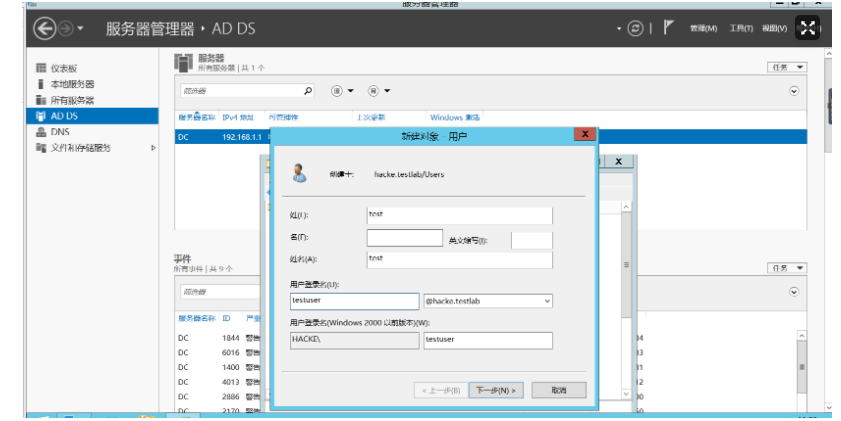 服务器管理器
服务器管理器 · AD DS
管理(M) 工具(T) 视图(V)
仪表板
本地服务器
所有服务器
AD DS
DNS
文件和存储服务
服务器
所有服务器 | 共 1 个
任务
筛选器
服务器名称 IPv4 地址 可管理性 上次更新 Windows 激活
DC 192.168.1.1
新建对象 - 用户
创建于: hacke.testlab/Users
姓(L): test
名(F): 英文缩写(I):
姓名(A): test
用户登录名(U):
testuser @hacke.testlab
用户登录名(Windows 2000 以前版本)(W):
HACKE\ testuser
< 上一步(B) 下一步(N) > 取消
事件
所有事件 | 共 9 个
任务
筛选器
服务器名称 ID
DC 1844 警告
DC 6016 警告
DC 1400 警告
DC 4013 警告
DC 2886 警告
DC 2170 警告